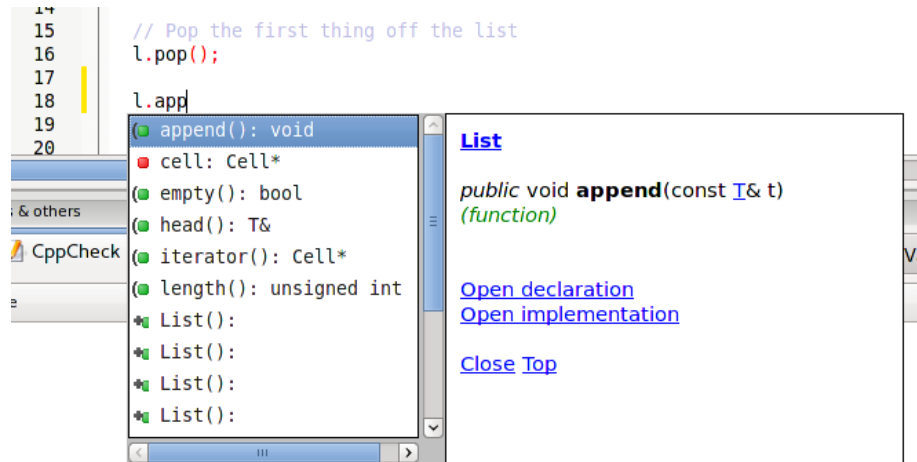 14
15 // Pop the first thing off the list
16 l.pop();
17
18 l.app
19
20
s & others
CppCheck
e
append(): void
cell: Cell*
empty(): bool
head(): T&
iterator(): Cell*
length(): unsigned int
List():
List():
List():
List():
List
public void append(const T& t)
(function)
Open declaration
Open implementation
Close Top
V